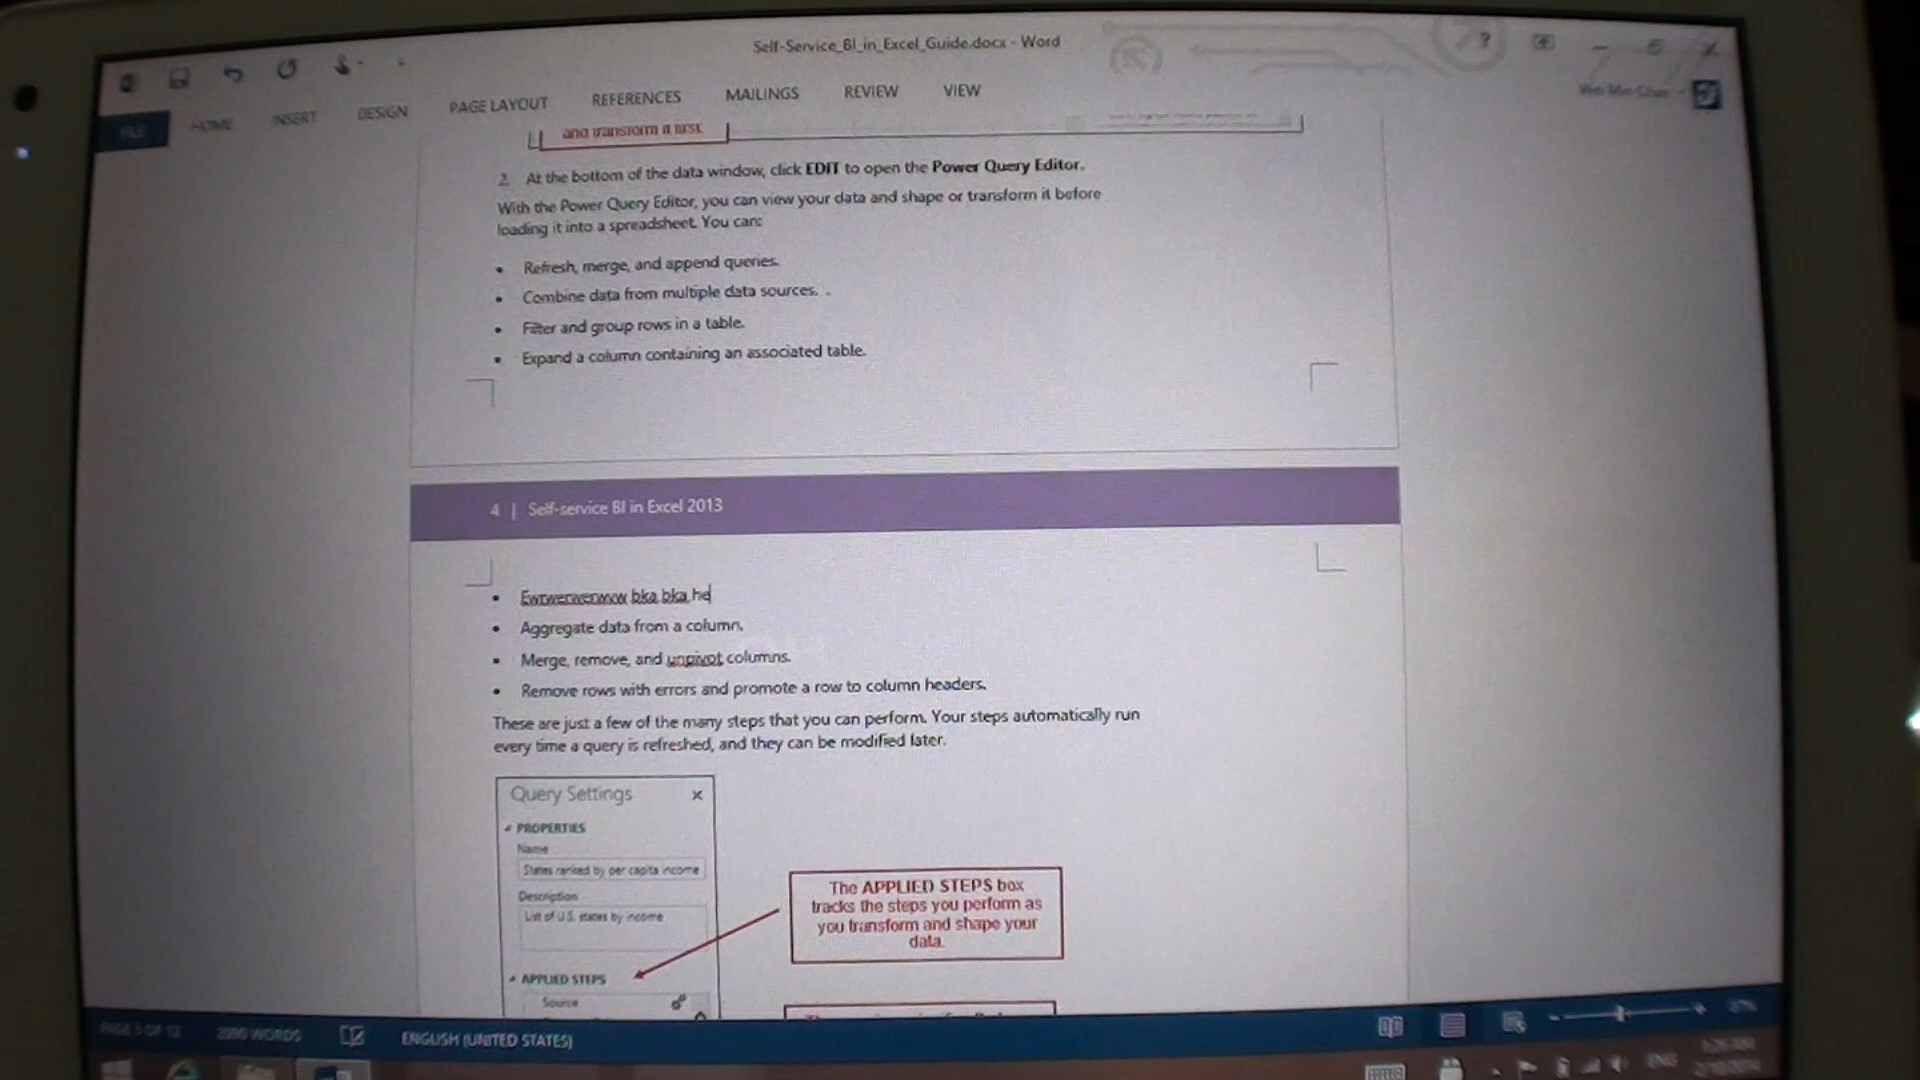 Self-Service_BI_in_Excel_Guide.docx - Word
FILE HOME INSERT DESIGN PAGE LAYOUT REFERENCES MAILINGS REVIEW VIEW
and transform it first.
2. At the bottom of the data window, click EDIT to open the Power Query Editor.
With the Power Query Editor, you can view your data and shape or transform it before
loading it into a spreadsheet. You can:
• Refresh, merge, and append queries.
• Combine data from multiple data sources. .
• Filter and group rows in a table.
• Expand a column containing an associated table.
4 | Self-service BI in Excel 2013
• bka bka he
• Aggregate data from a column.
• Merge, remove, and unpivot columns.
• Remove rows with errors and promote a row to column headers.
These are just a few of the many steps that you can perform. Your steps automatically run
every time a query is refreshed, and they can be modified later.
Query Settings
PROPERTIES
Name
States ranked by per capita income
Description
List of U.S. states by income
APPLIED STEPS
Source
The APPLIED STEPS box
tracks the steps you perform as
you transform and shape your
data.
PAGE 5 OF 12 2090 WORDS ENGLISH (UNITED STATES)
ENG